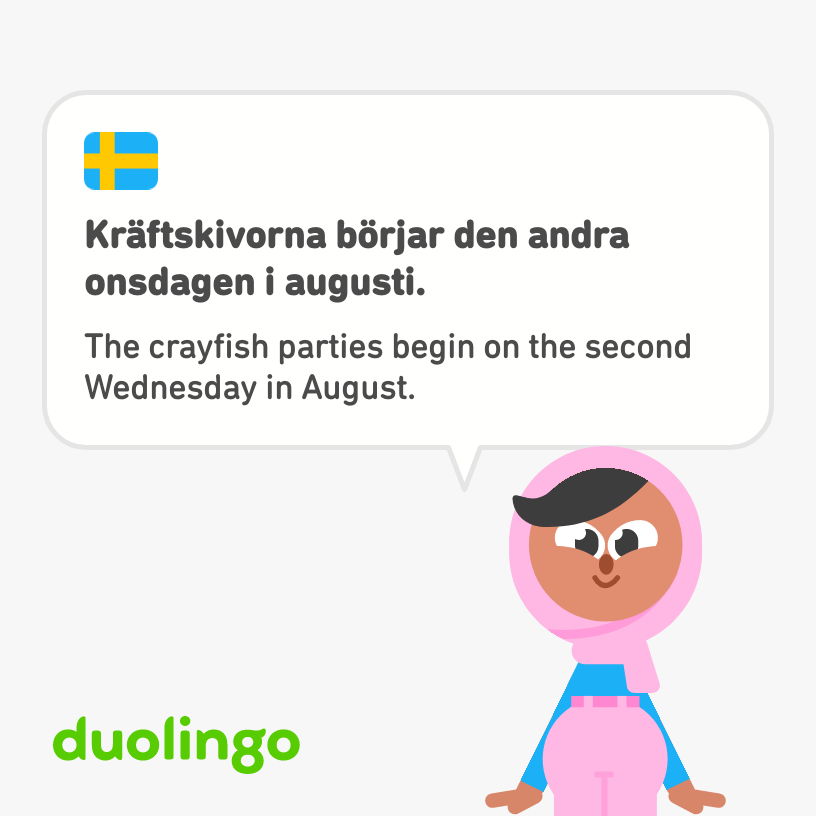 Kräftskivorna börjar den andra
onsdagen i augusti.
The crayfish parties begin on the second
Wednesday in August.
duolingo